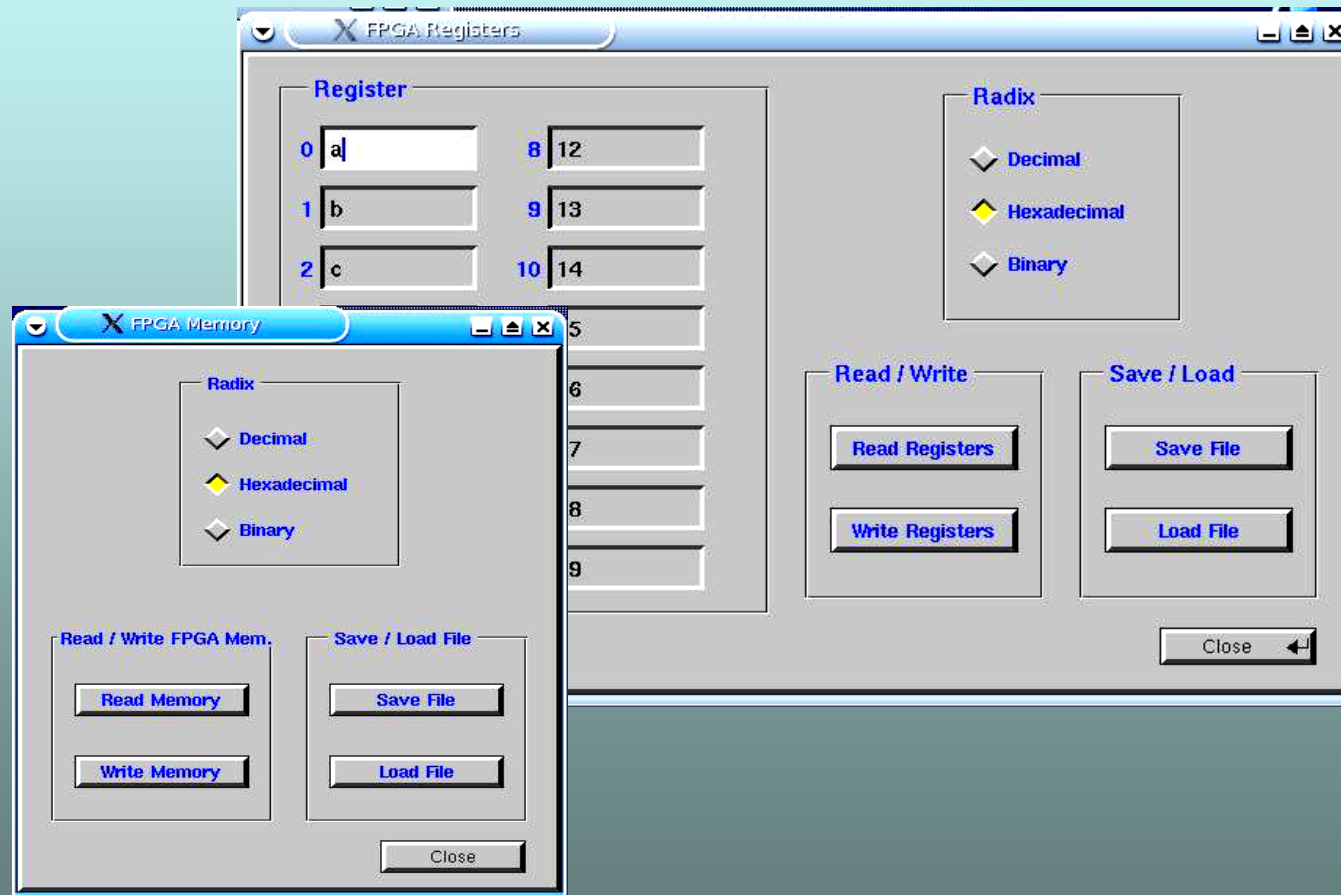 FPGA Registers
Register
0 a
8 12
1 b
9 13
2 c
10 14
5
6
7
8
9
Radix
Decimal
Hexadecimal
Binary
Read / Write
Read Registers
Write Registers
Save / Load
Save File
Load File
Close
FPGA Memory
Radix
Decimal
Hexadecimal
Binary
Read / Write FPGA Mem.
Read Memory
Write Memory
Save / Load File
Save File
Load File
Close